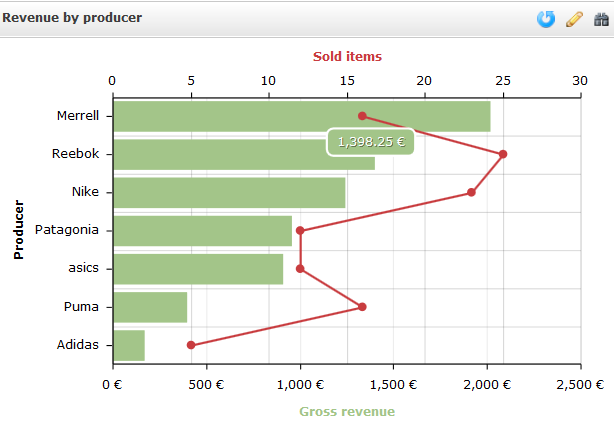 Revenue by producer
Sold items
0 5 10 15 20 25 30
Merrell
Reebok
1,398.25 €
Nike
Patagonia
asics
Puma
Adidas
Producer
0 € 500 € 1,000 € 1,500 € 2,000 € 2,500 €
Gross revenue